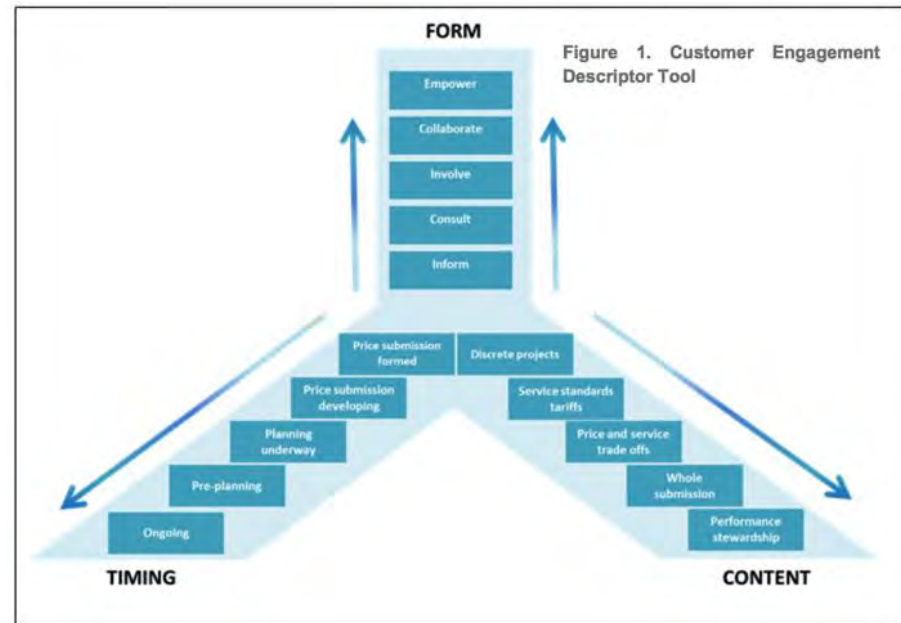 FORM
Figure 1. Customer Engagement
Descriptor Tool
Empower
Collaborate
Involve
Consult
Inform
Price submission
formed
Discrete projects
Price submission
developing
Service standards
tariffs
Planning
underway
Price and service
trade offs
Pre-planning
Whole
submission
Ongoing
Performance
stewardship
TIMING
CONTENT